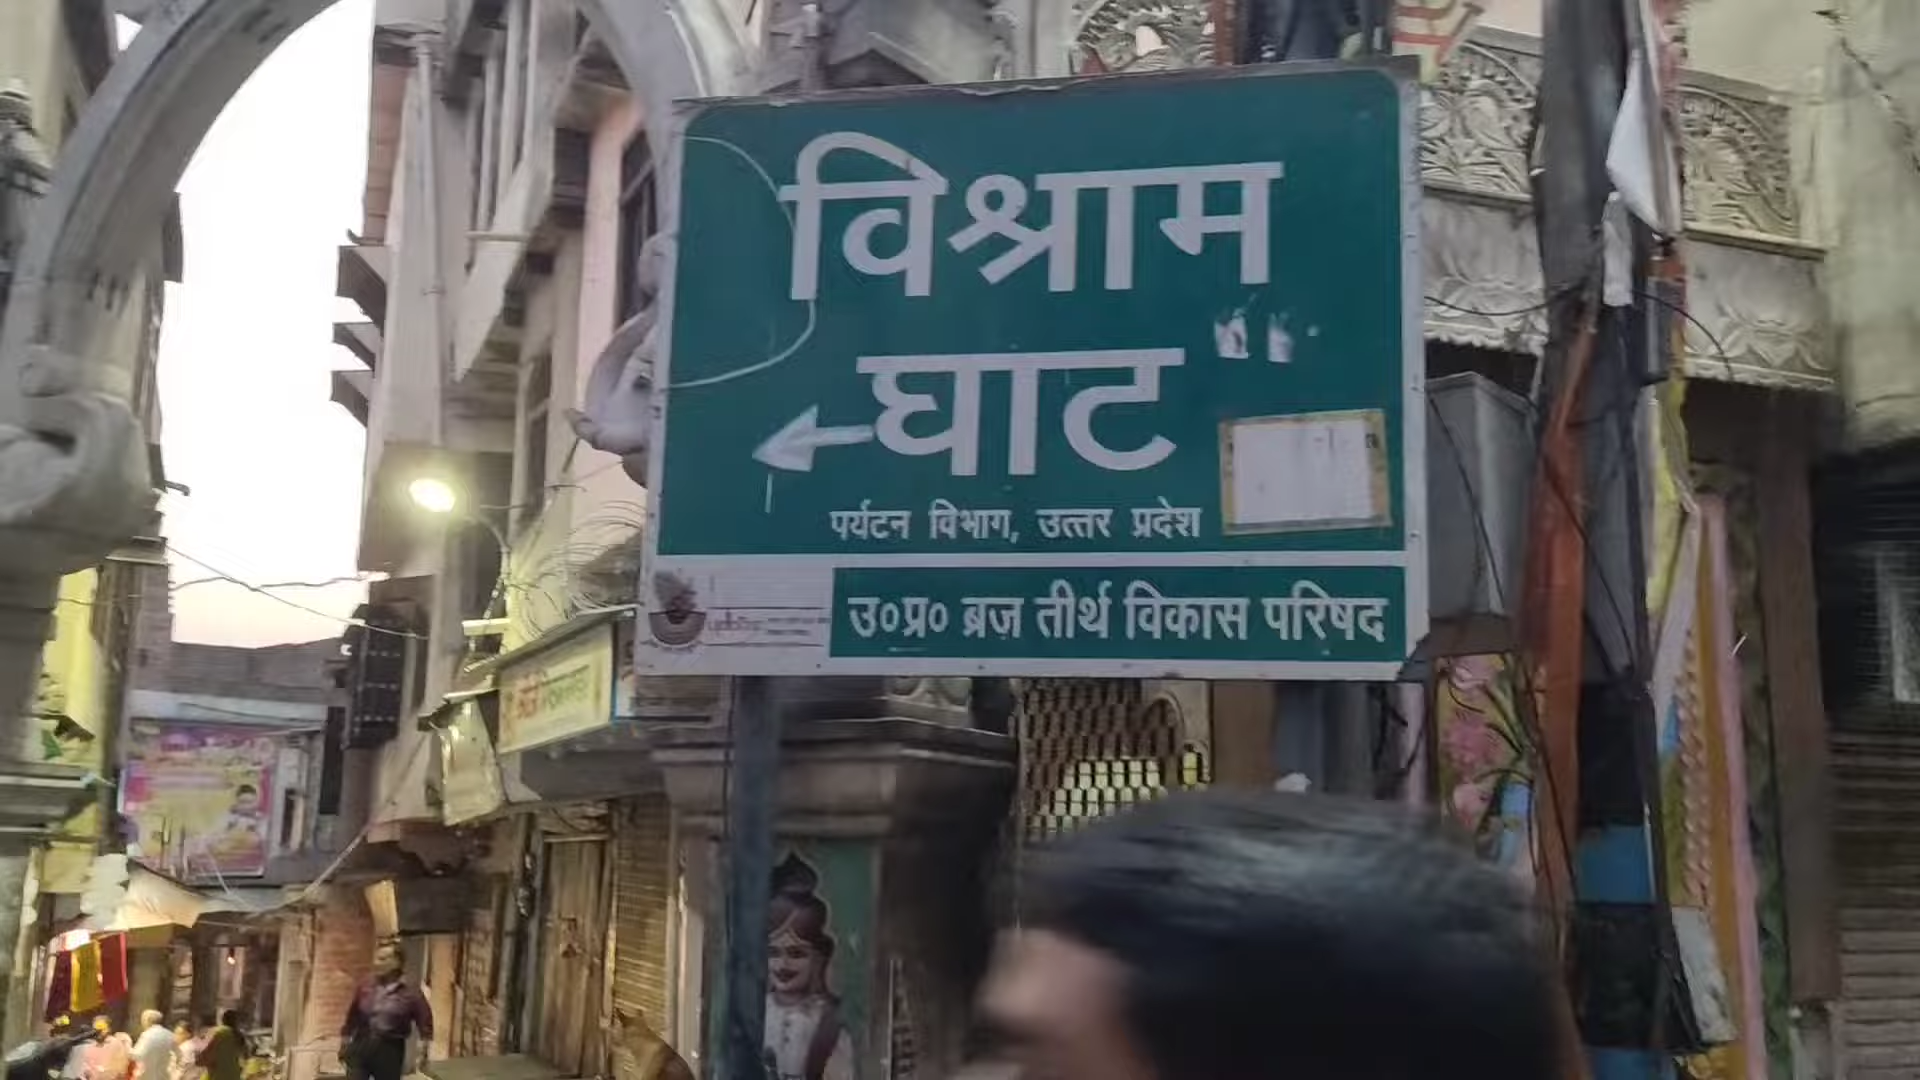 विश्राम
घाट
पर्यटन विभाग, उत्तर प्रदेश
उ०प्र० ब्रज तीर्थ विकास परिषद